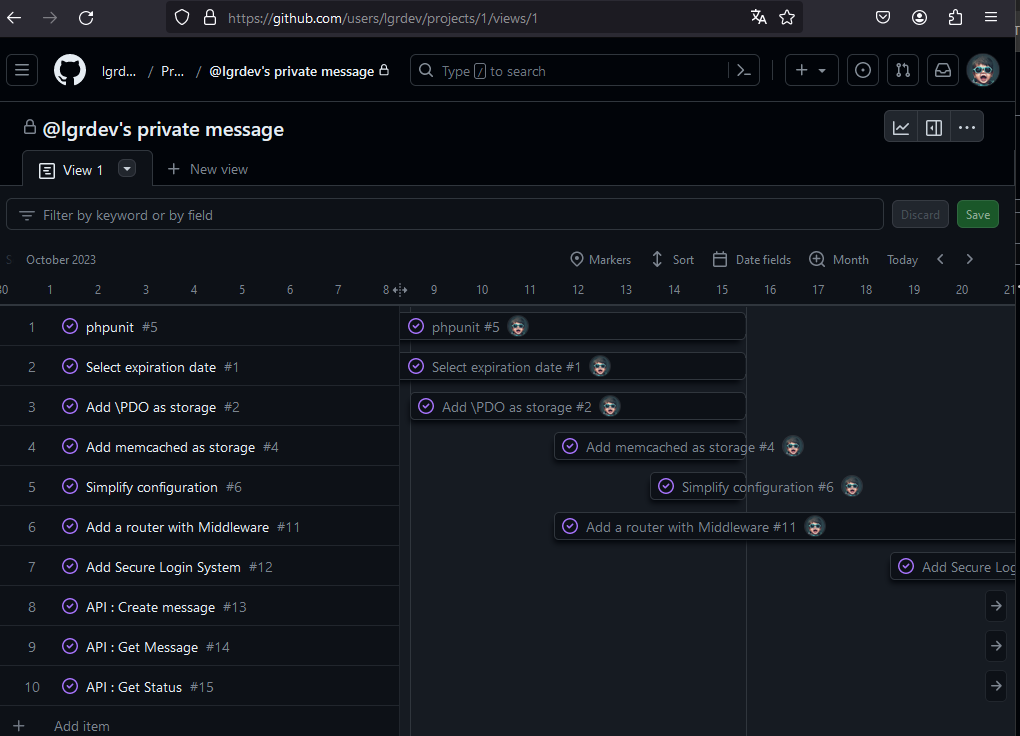 https://github.com/users/lgrdev/projects/1/views/1
lgrd... / Pr... / @lgrdev's private message Type / to search
@lgrdev's private message
View 1 New view
Filter by keyword or by field Discard Save
S October 2023 Markers Sort Date fields Month Today
30 1 2 3 4 5 6 7 8 9 10 11 12 13 14 15 16 17 18 19 20 21
1 phpunit #5 phpunit #5
2 Select expiration date #1 Select expiration date #1
3 Add \PDO as storage #2 Add \PDO as storage #2
4 Add memcached as storage #4 Add memcached as storage #4
5 Simplify configuration #6 Simplify configuration #6
6 Add a router with Middleware #11 Add a router with Middleware #11
7 Add Secure Login System #12 Add Secure Log
8 API : Create message #13
9 API : Get Message #14
10 API : Get Status #15
Add item